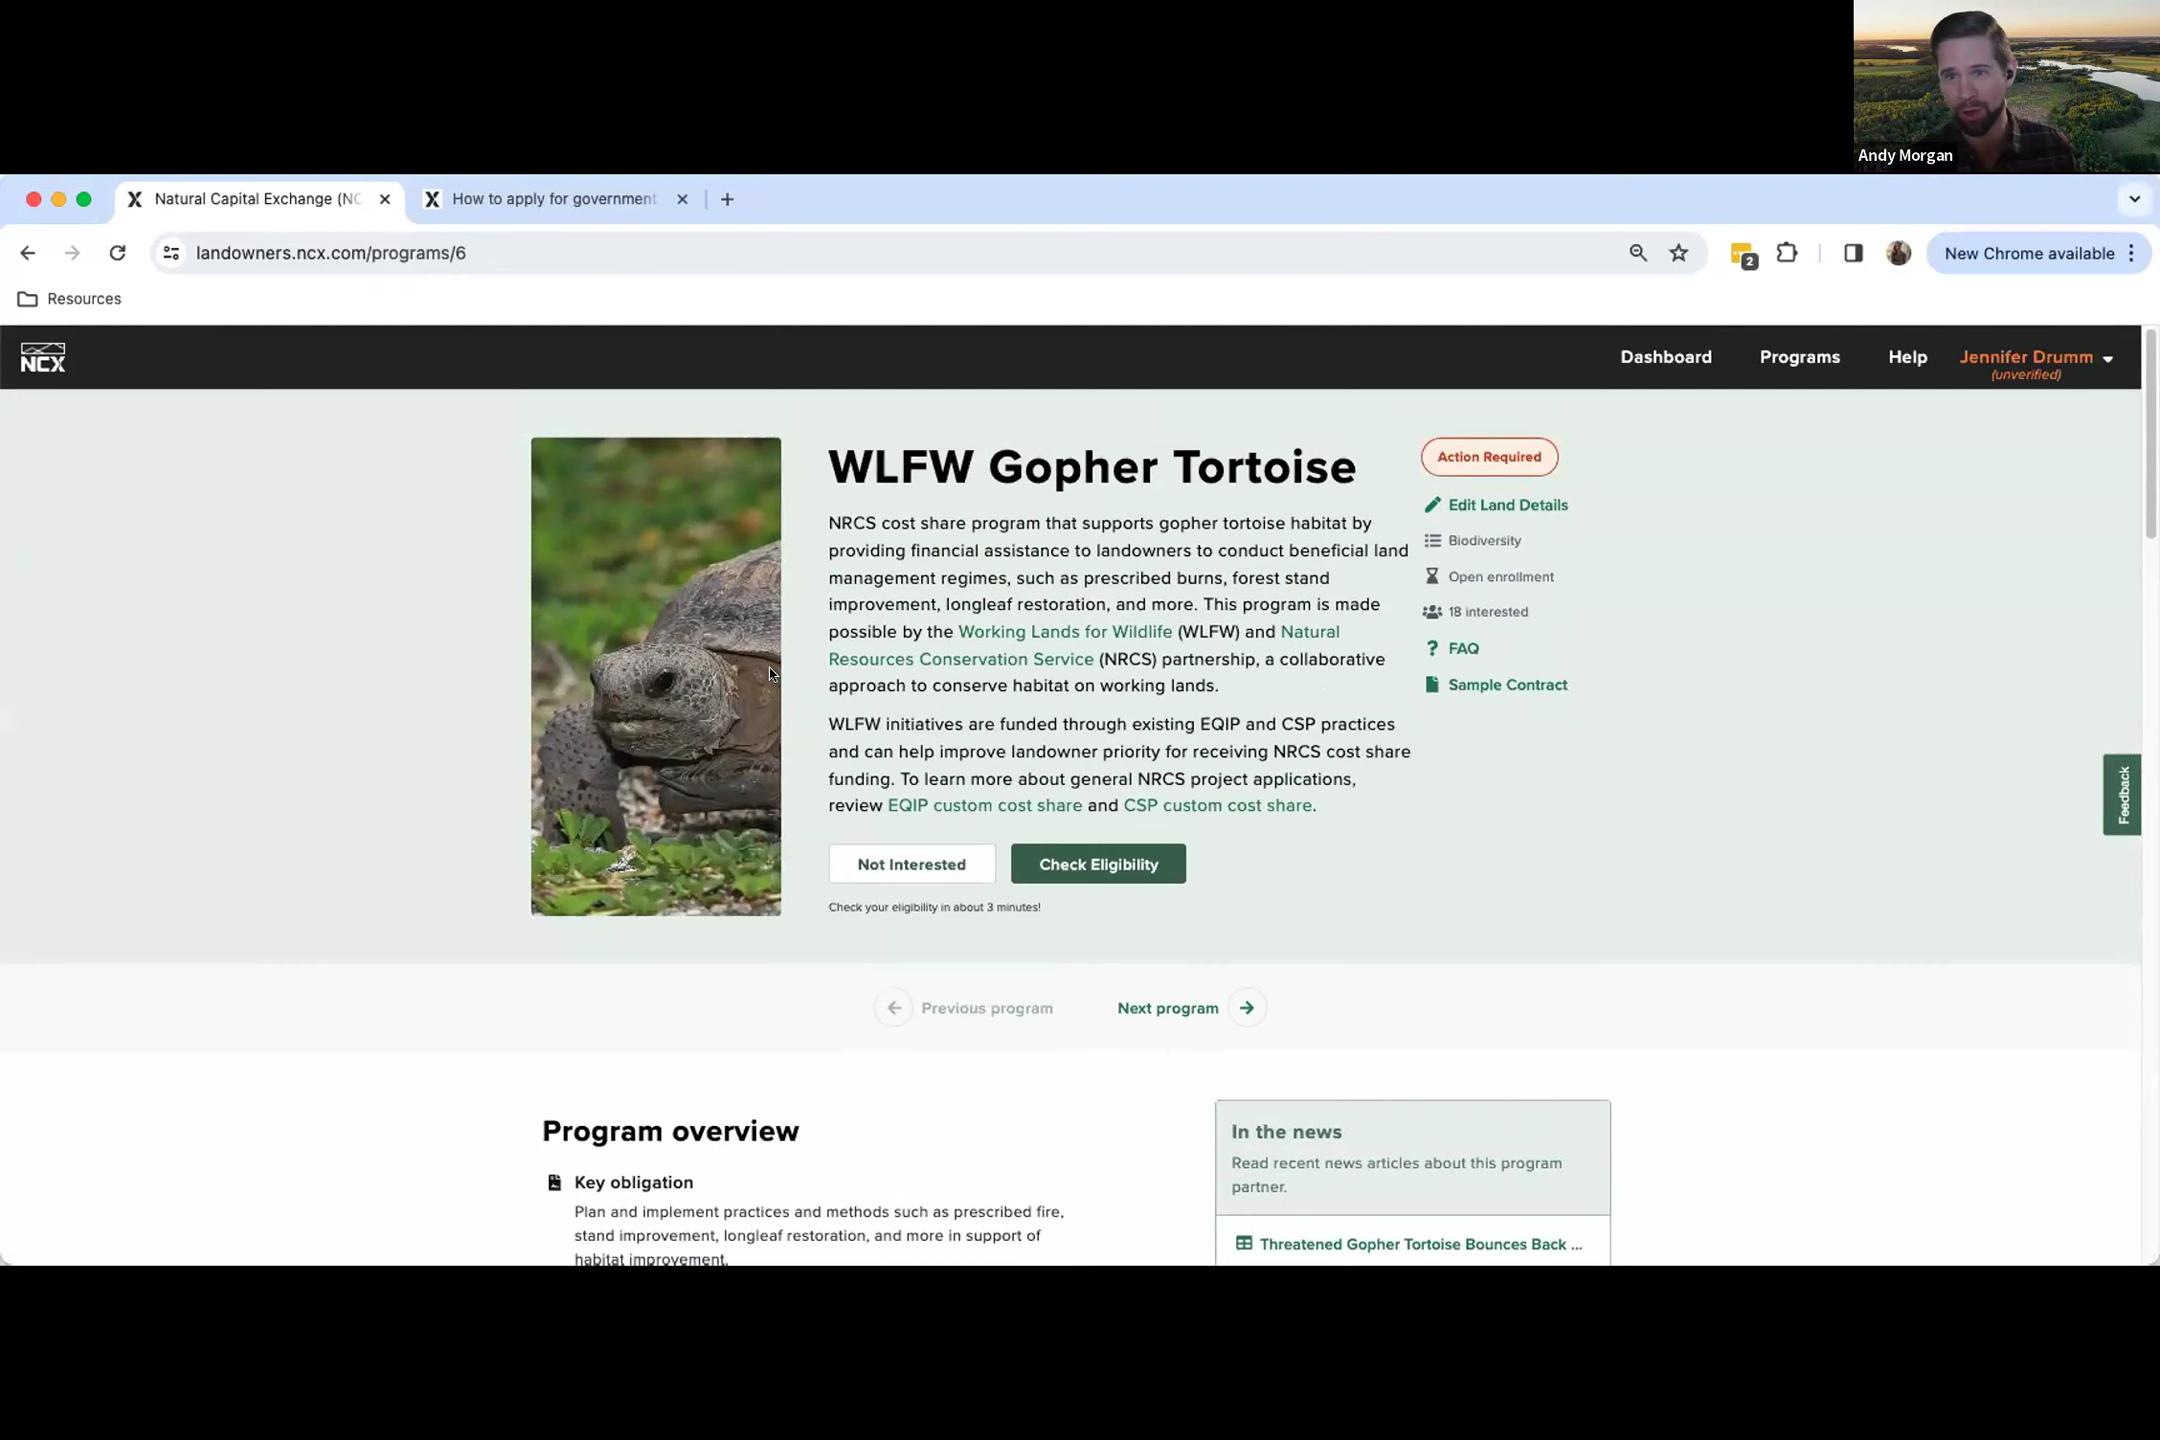 Andy Morgan
Natural Capital Exchange (NC
How to apply for government
landowners.ncx.com/programs/6
2
New Chrome available
Resources
NCX
Dashboard
Programs
Help
Jennifer Drumm
(unverified)
WLFW Gopher Tortoise
NRCS cost share program that supports gopher tortoise habitat by
providing financial assistance to landowners to conduct beneficial land
management regimes, such as prescribed burns, forest stand
improvement, longleaf restoration, and more. This program is made
possible by the Working Lands for Wildlife (WLFW) and Natural
Resources Conservation Service (NRCS) partnership, a collaborative
approach to conserve habitat on working lands.
WLFW initiatives are funded through existing EQIP and CSP practices
and can help improve landowner priority for receiving NRCS cost share
funding. To learn more about general NRCS project applications,
review EQIP custom cost share and CSP custom cost share.
Not Interested
Check Eligibility
Check your eligibility in about 3 minutes!
Action Required
Edit Land Details
Biodiversity
Open enrollment
18 interested
? FAQ
Sample Contract
Feedback
Previous program
Next program
Program overview
Key obligation
Plan and implement practices and methods such as prescribed fire,
stand improvement, longleaf restoration, and more in support of
habitat improvement.
In the news
Read recent news articles about this program
partner.
Threatened Gopher Tortoise Bounces Back ...